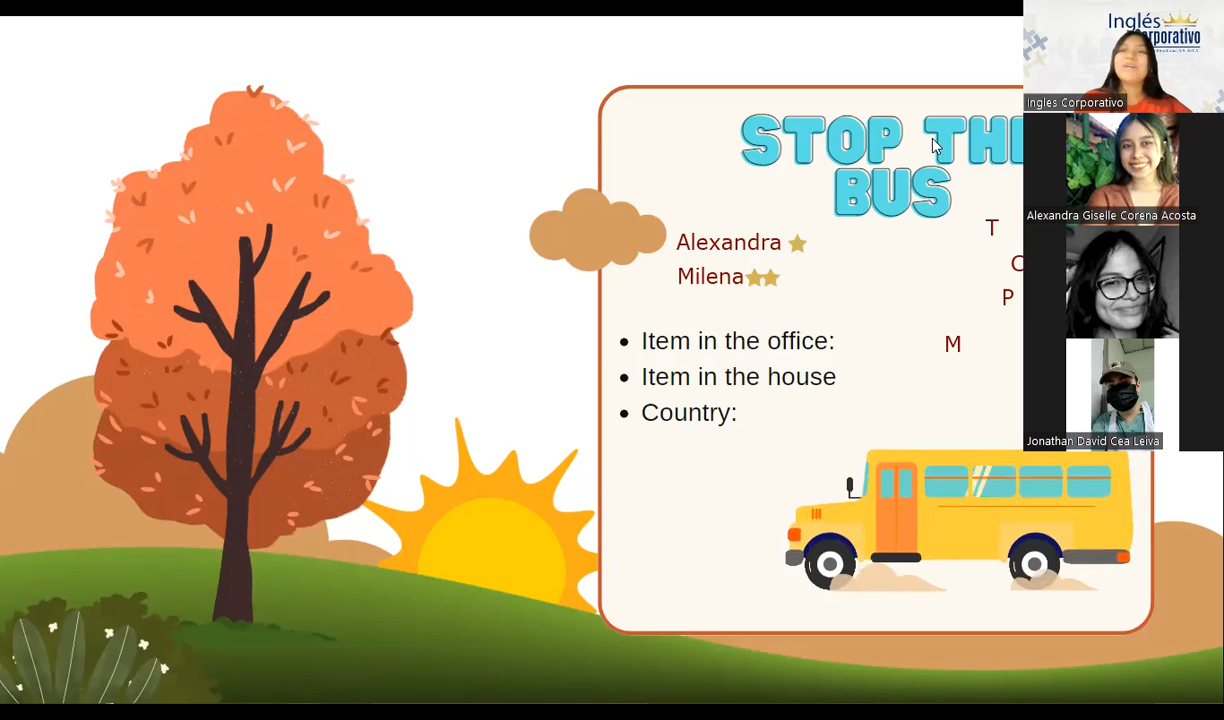 Inglés
Corporativo
Ingles Corporativo
STOP THE
BUS
Alexandra Giselle Corena Acosta
T
Alexandra
C
Milena
P
Item in the office:
M
Item in the house
Country:
Jonathan David Cea Leiva